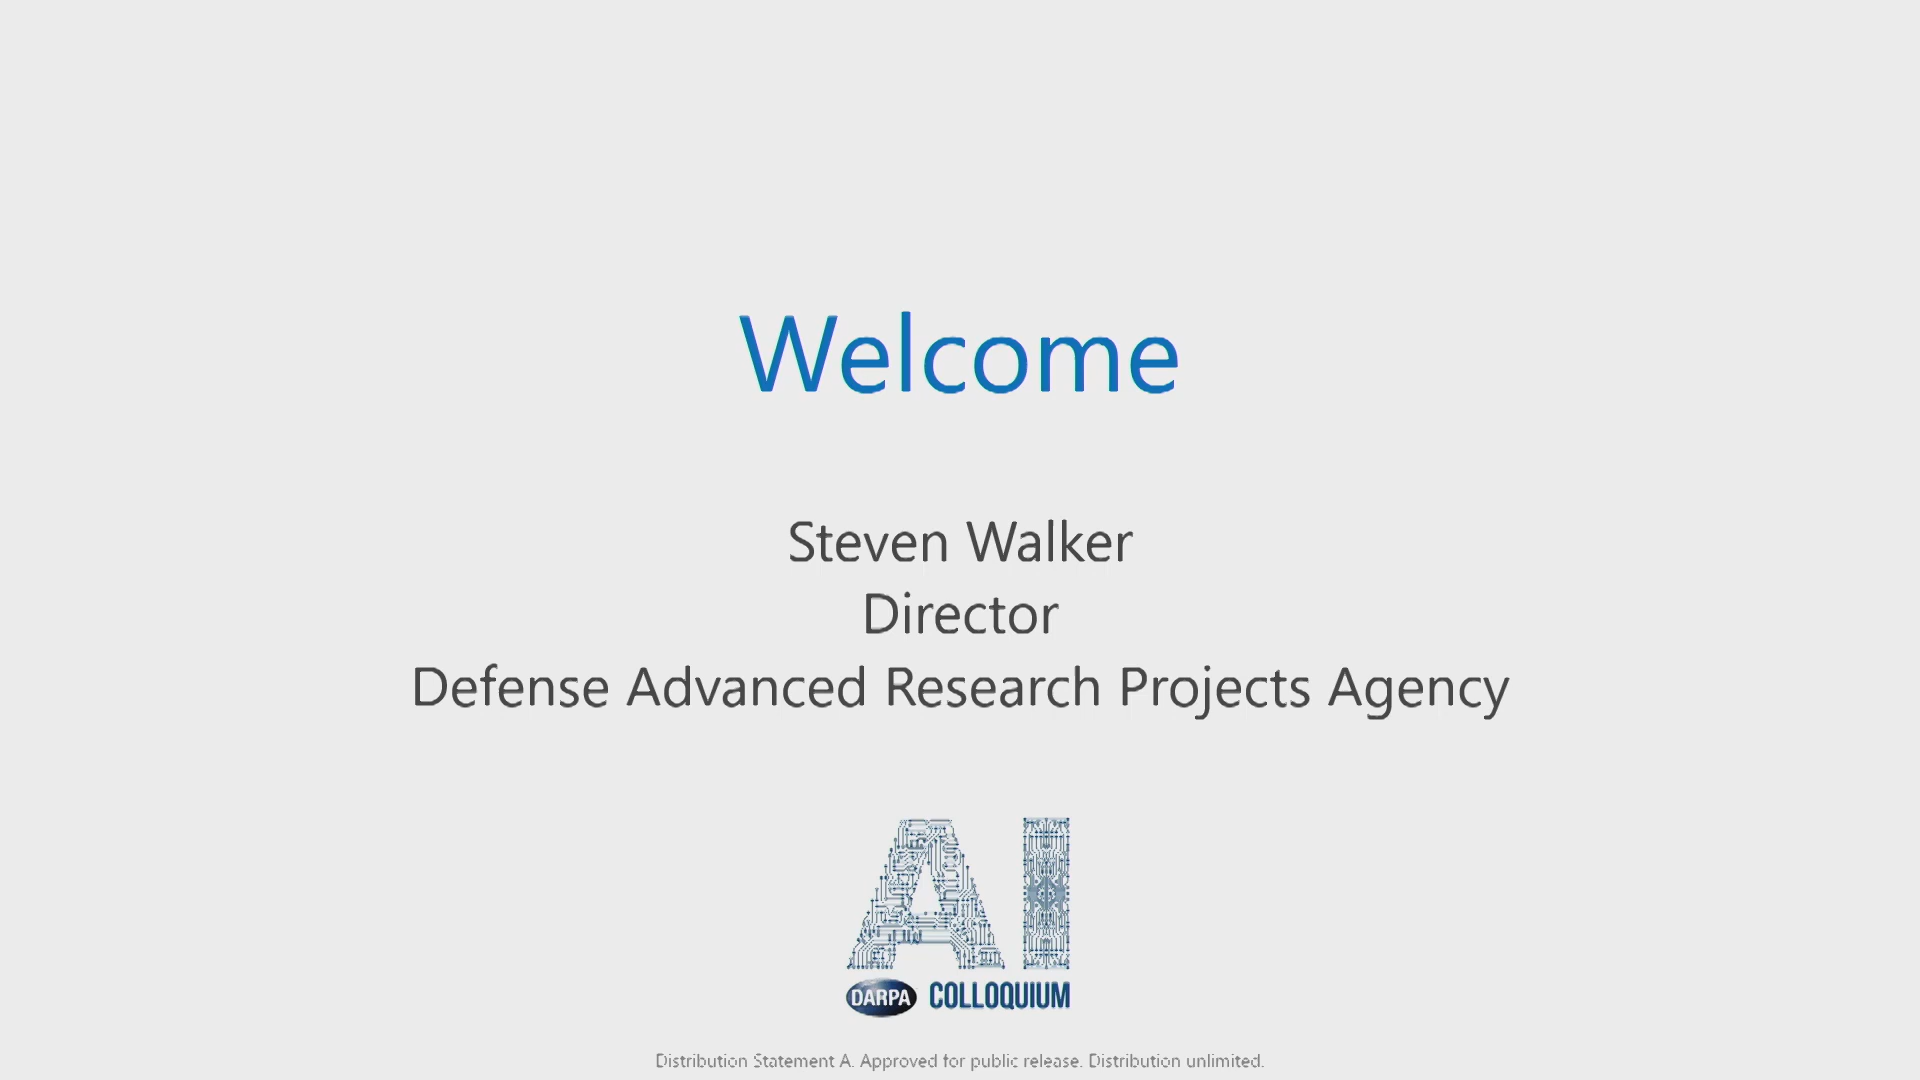 Welcome
Steven Walker
Director
Defense Advanced Research Projects Agency
AI
DARPA COLLOQUIUM
Distribution Statement A. Approved for public release. Distribution unlimited.